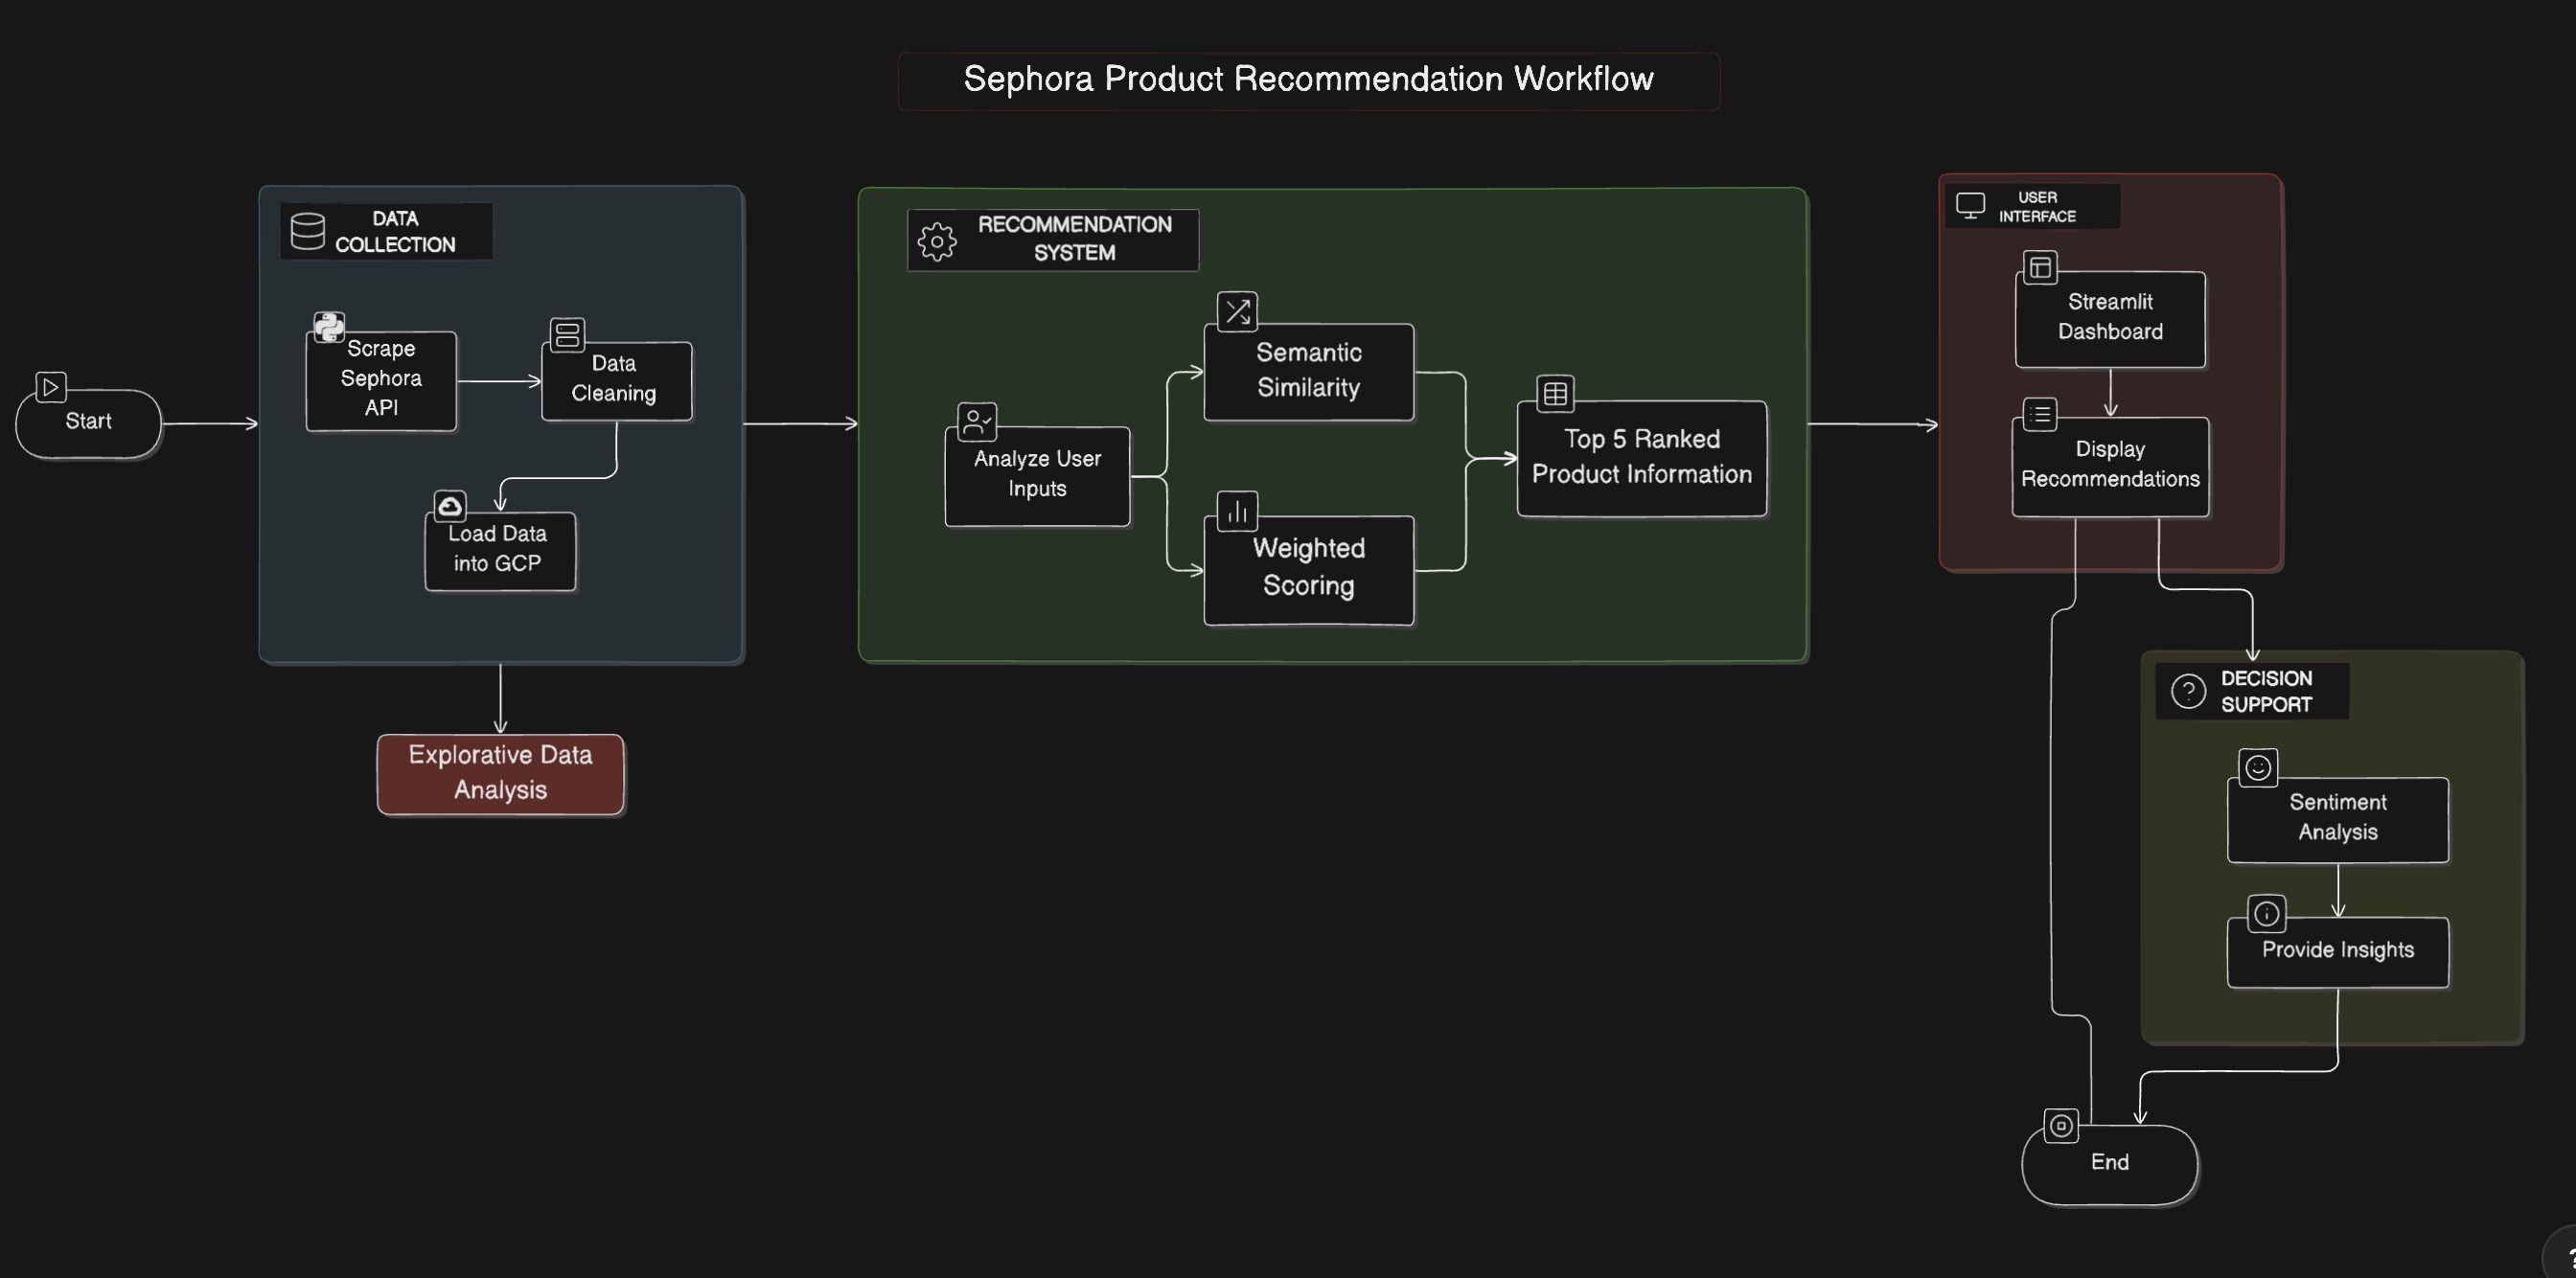 Sephora Product Recommendation Workflow
DATA
COLLECTION
Scrape
Sephora
API
Data
Cleaning
Load Data
into GCP
Start
Explorative Data
Analysis
RECOMMENDATION
SYSTEM
Analyze User
Inputs
Semantic
Similarity
Weighted
Scoring
Top 5 Ranked
Product Information
USER
INTERFACE
Streamlit
Dashboard
Display
Recommendations
DECISION
SUPPORT
Sentiment
Analysis
Provide Insights
End